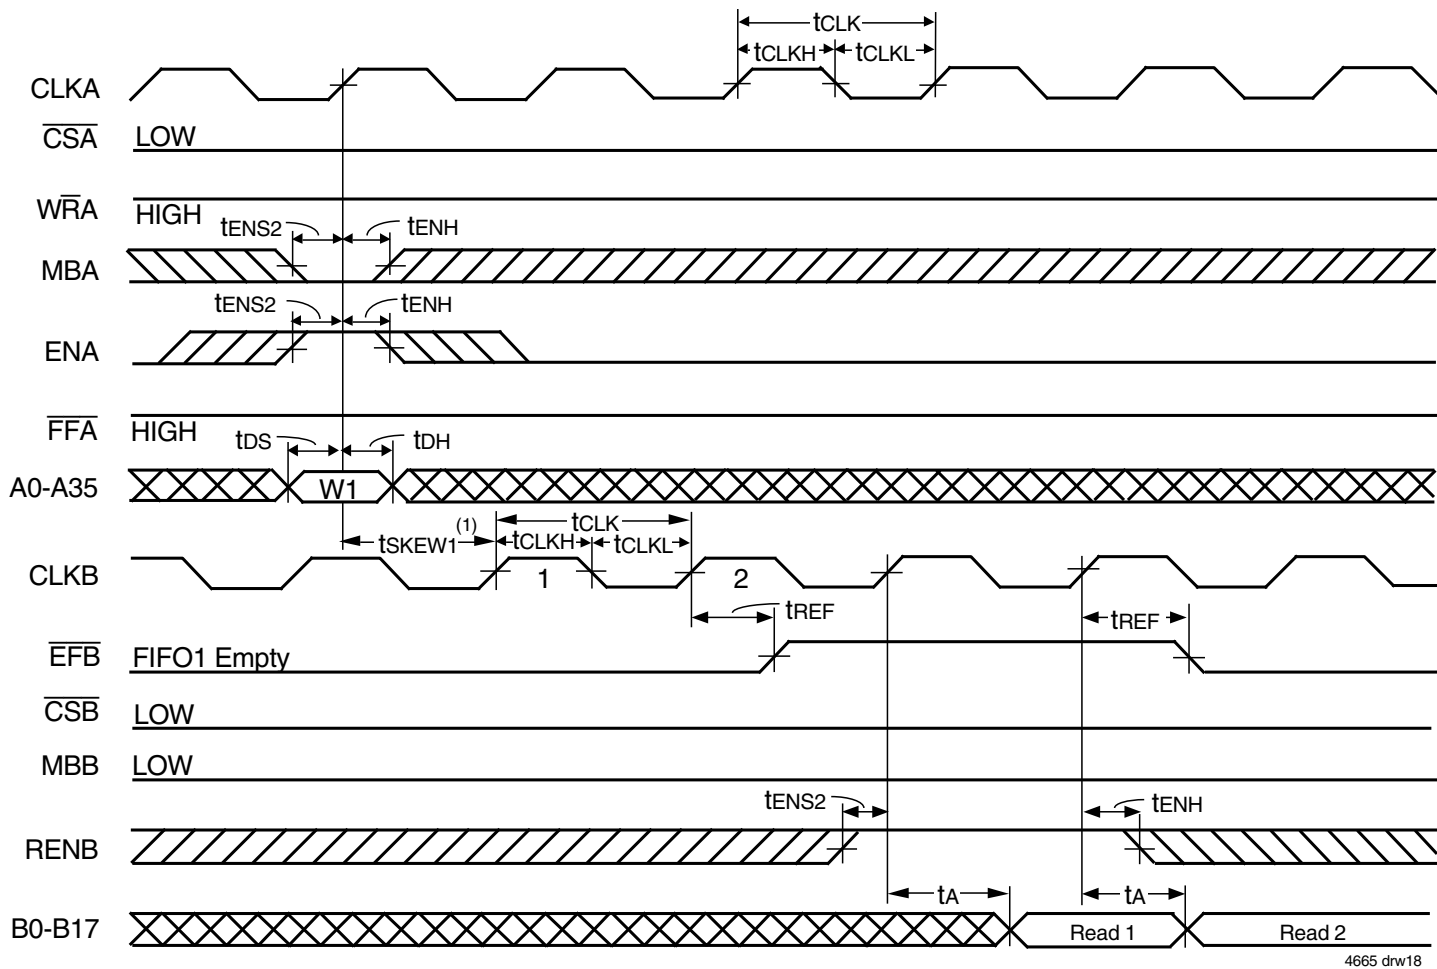 tCLK
tCLKH tCLKL
CLKA
CSA LOW
WRA HIGH
tENS2 tENH
MBA
tENS2 tENH
ENA
FFA HIGH
tDS tDH
A0-A35 W1
tSKEW1 (1) tCLK
tCLKH tCLKL
CLKB 1 2
tREF tREF
EFB FIFO1 Empty
CSB LOW
MBB LOW
tENS2 tENH
RENB
tA tA
B0-B17 Read 1 Read 2
4665 drw18